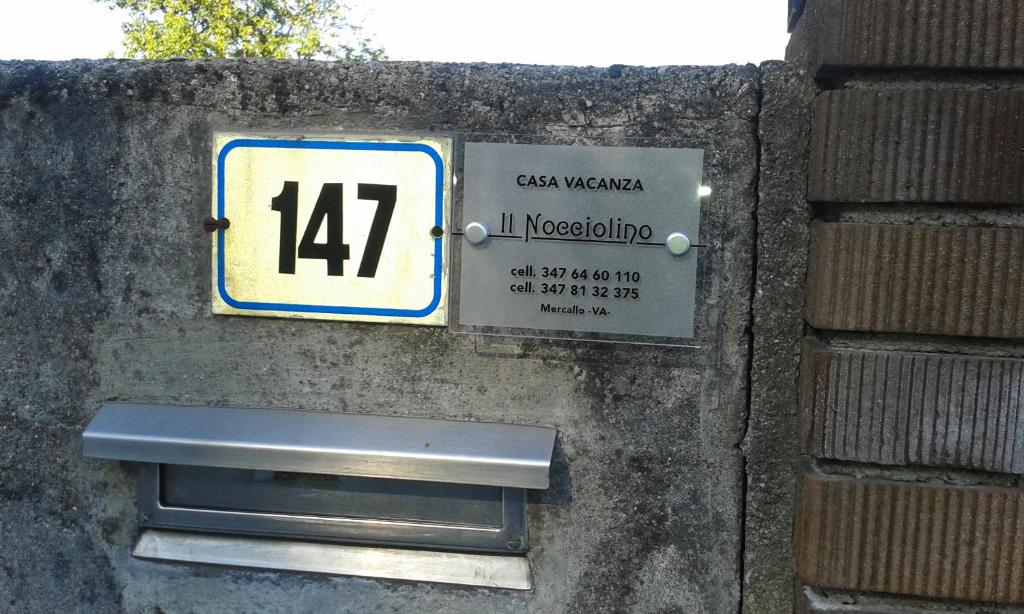 147
CASA VACANZA
Il Nocciolino
cell. 347 64 60 110
cell. 347 81 32 375
Mercallo -VA-